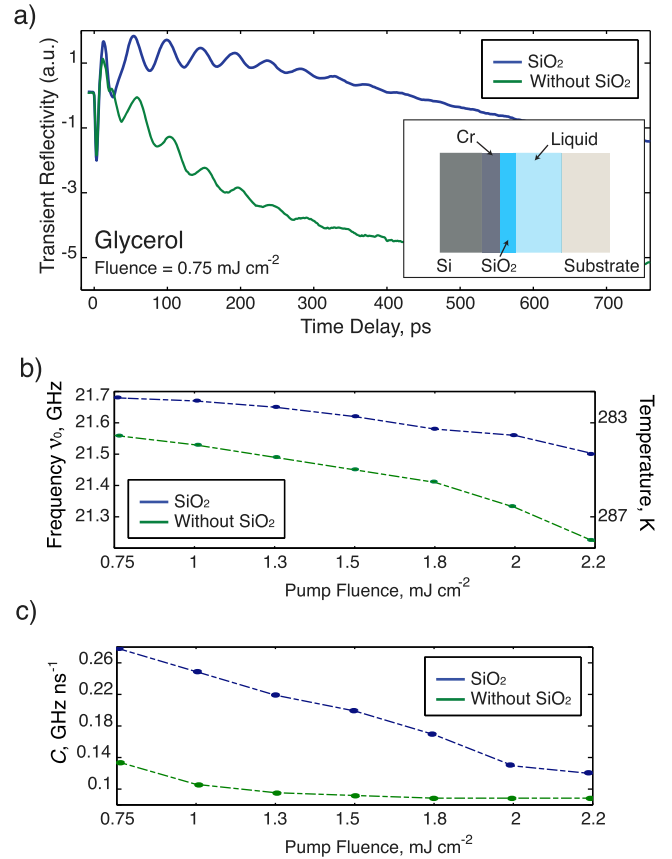 a)
Transient Reflectivity (a.u.)
1
-1
-3
-5
SiO₂
Without SiO₂
Cr
Liquid
Si
SiO₂
Substrate
Glycerol
Fluence = 0.75 mJ cm⁻²
0 100 200 300 400 500 600 700
Time Delay, ps
b)
Frequency ν₀, GHz
21.7
21.6
21.5
21.4
21.3
283
287
Temperature, K
SiO₂
Without SiO₂
0.75 1 1.3 1.5 1.8 2 2.2
Pump Fluence, mJ cm⁻²
c)
C, GHz ns⁻¹
0.26
0.22
0.18
0.14
0.1
SiO₂
Without SiO₂
0.75 1 1.3 1.5 1.8 2 2.2
Pump Fluence, mJ cm⁻²